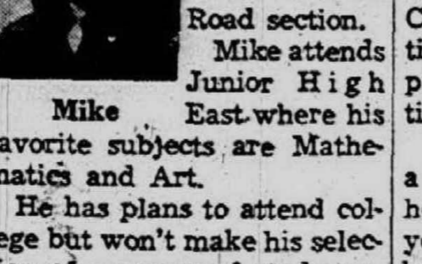 Road section.
Mike attends
Junior High
Mike
East where his
avorite subjects are Mathe-
natics and Art.
He has plans to attend col-
ege but won't make his selec-